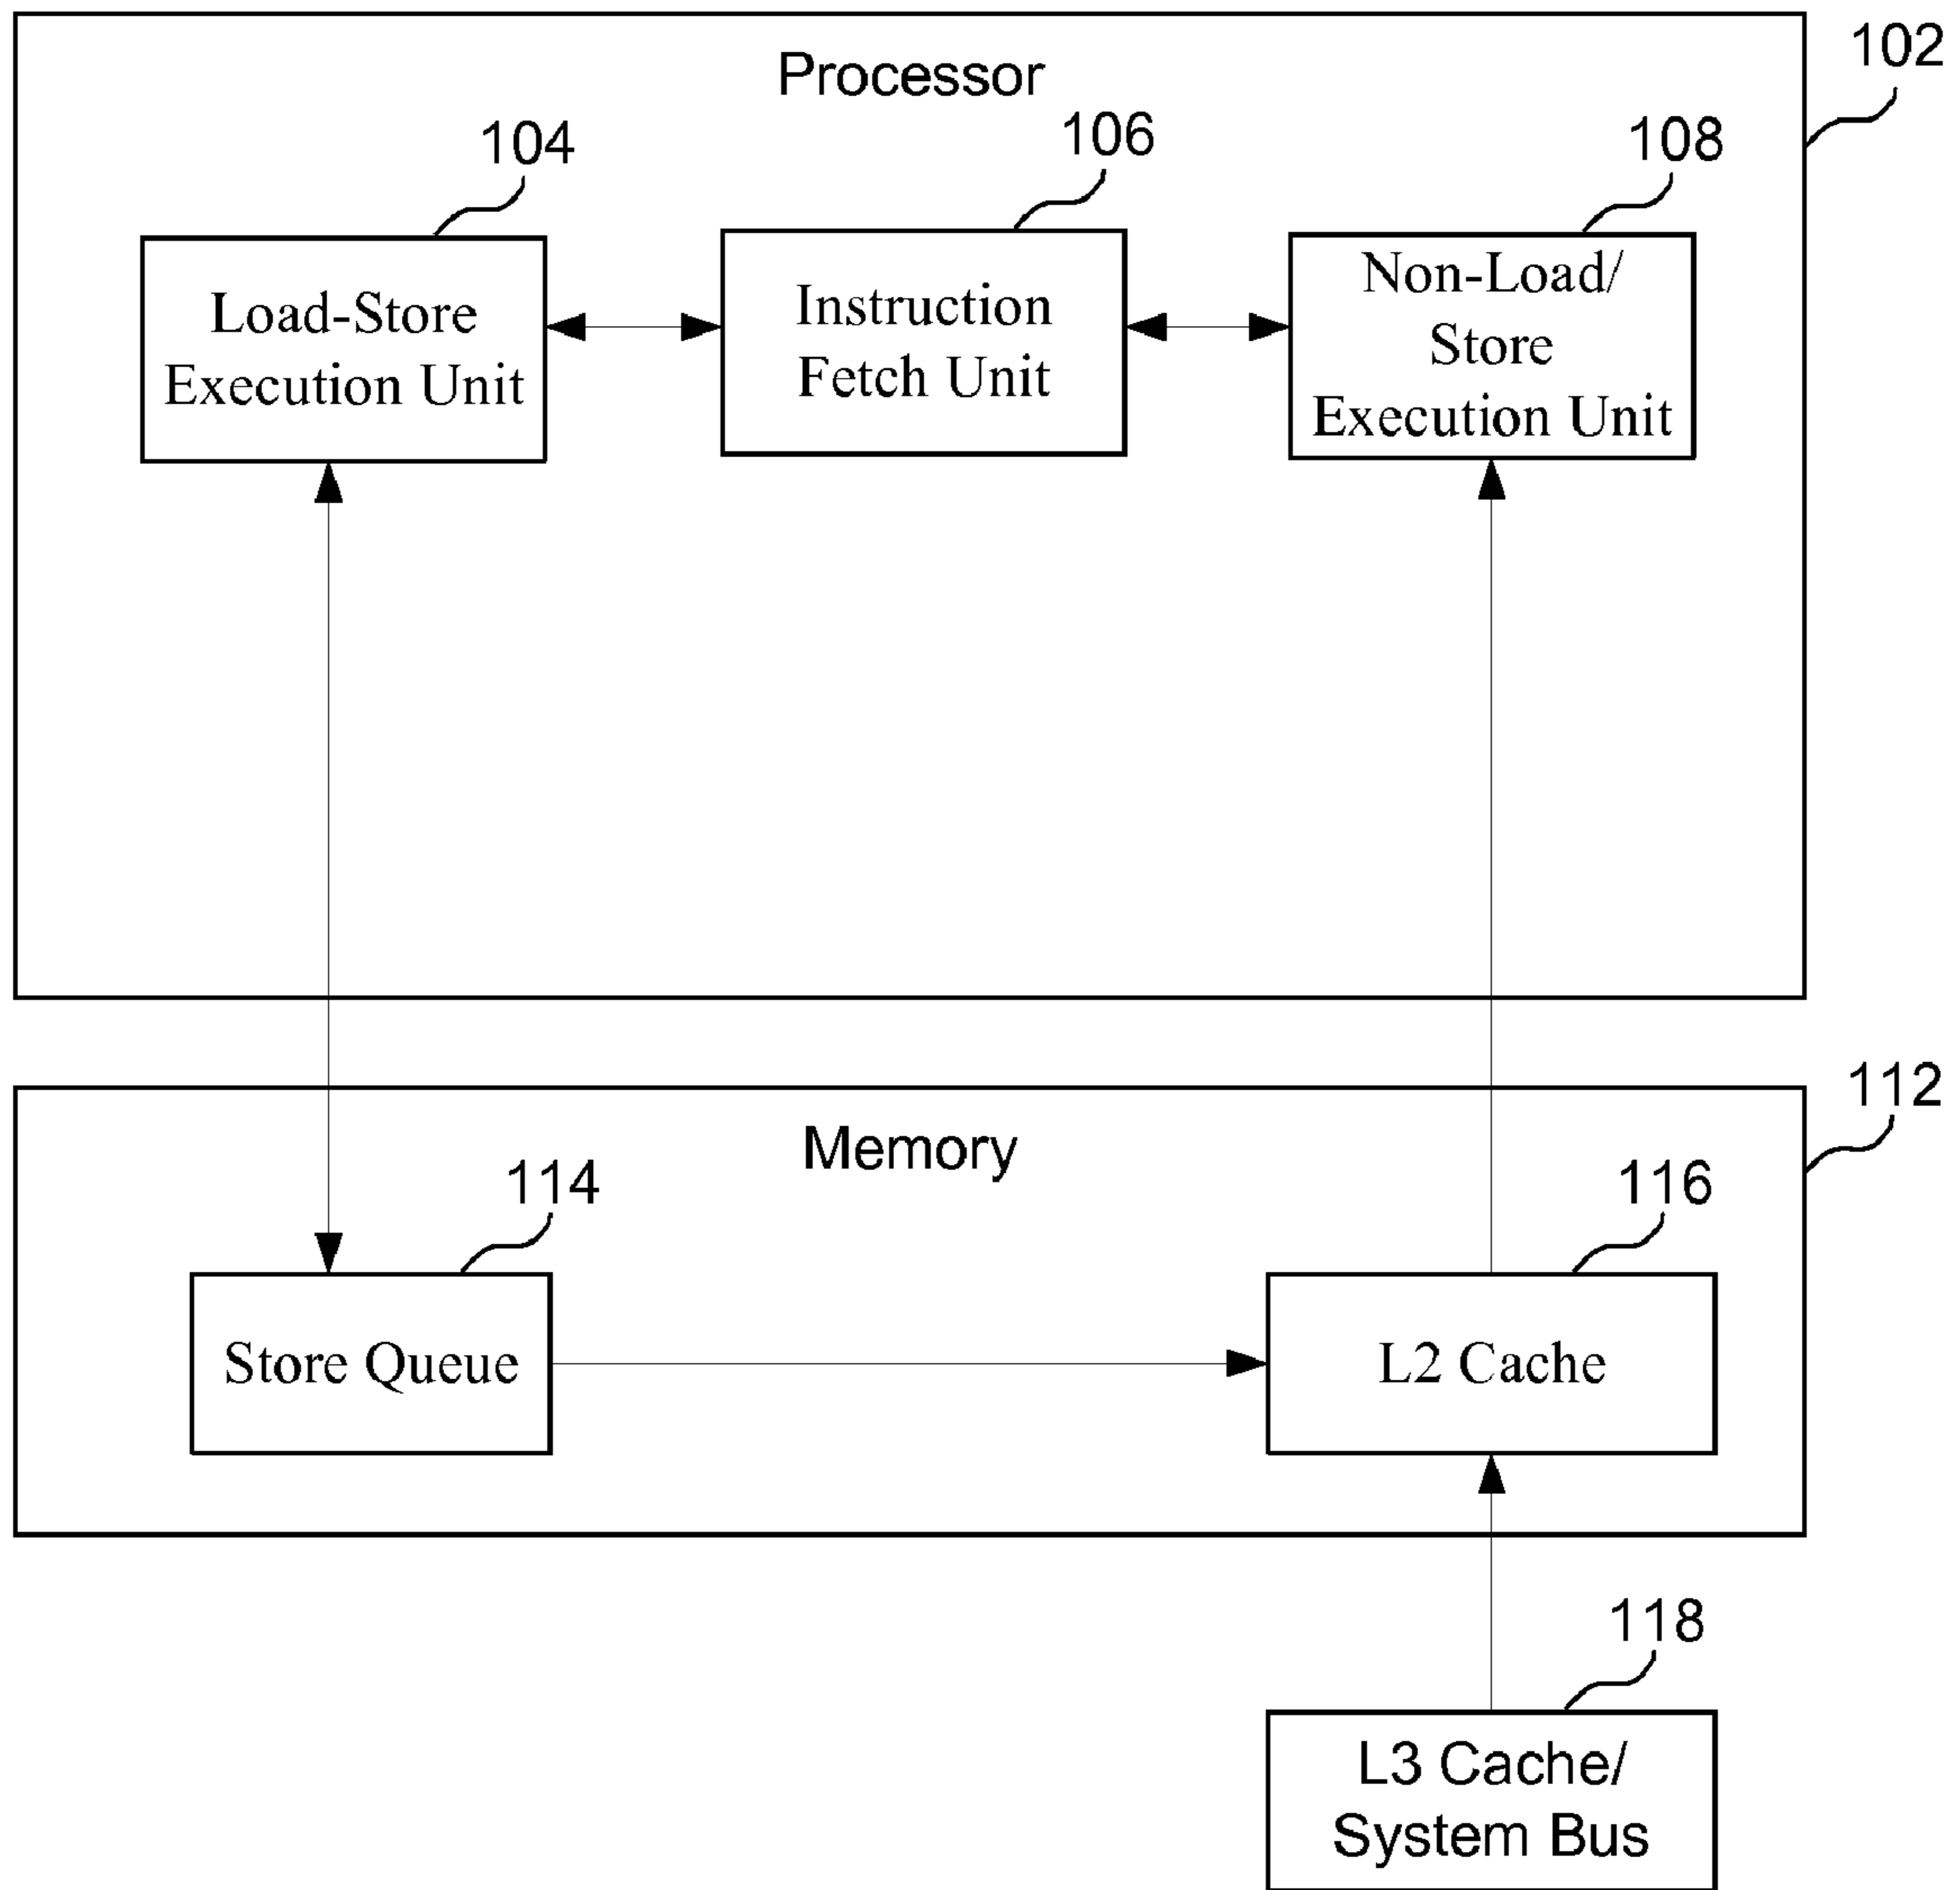 102
Processor
104
106
108
Load-Store
Execution Unit
Instruction
Fetch Unit
Non-Load/
Store
Execution Unit
112
Memory
114
116
Store Queue
L2 Cache
118
L3 Cache/
System Bus